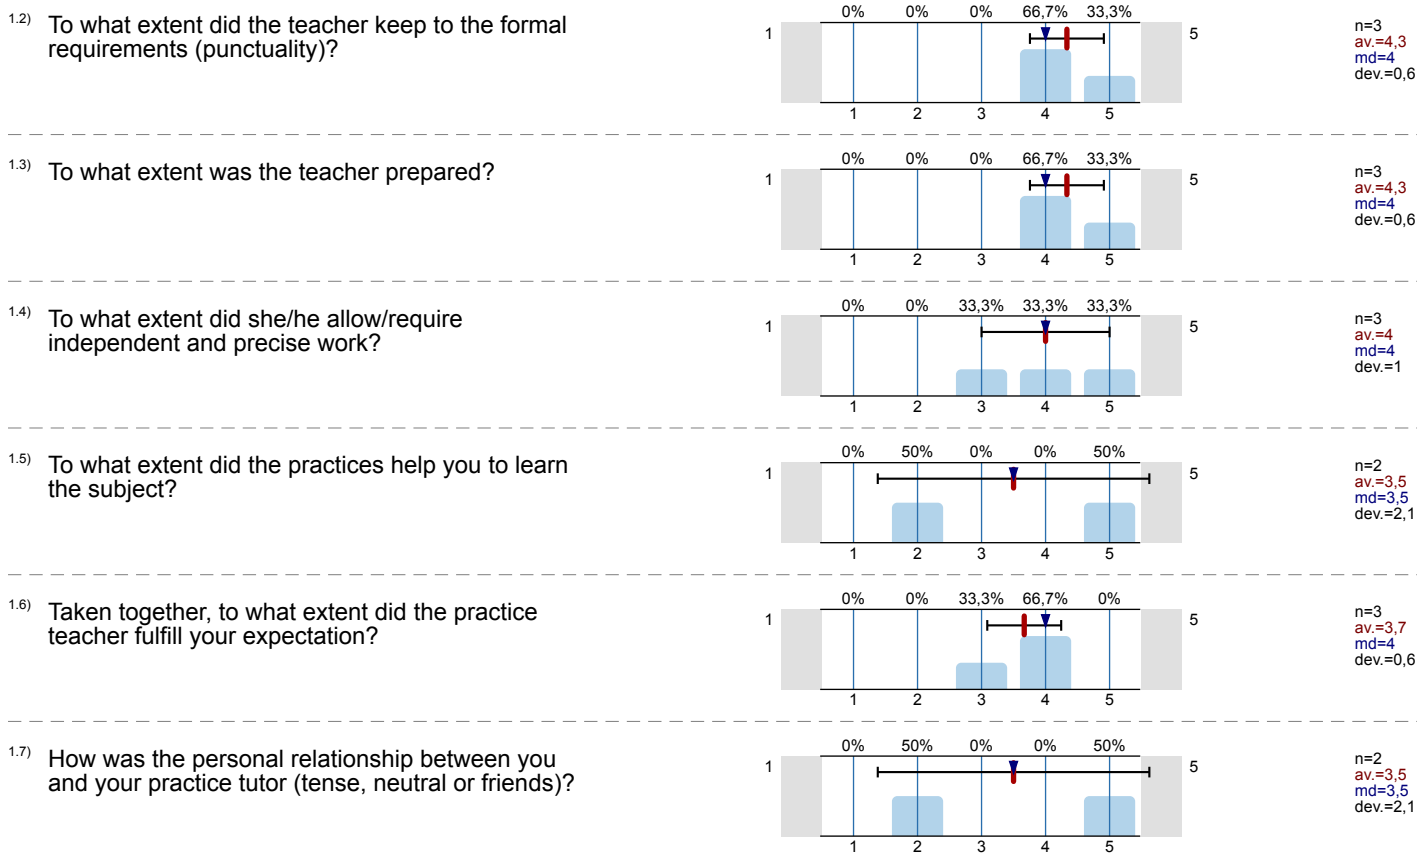 1.2) To what extent did the teacher keep to the formal
requirements (punctuality)?
0% 0% 0% 66,7% 33,3%
1 5
1 2 3 4 5
n=3
av.=4,3
md=4
dev.=0,6
1.3) To what extent was the teacher prepared?
0% 0% 0% 66,7% 33,3%
1 5
1 2 3 4 5
n=3
av.=4,3
md=4
dev.=0,6
1.4) To what extent did she/he allow/require
independent and precise work?
0% 0% 33,3% 33,3% 33,3%
1 5
1 2 3 4 5
n=3
av.=4
md=4
dev.=1
1.5) To what extent did the practices help you to learn
the subject?
0% 50% 0% 0% 50%
1 5
1 2 3 4 5
n=2
av.=3,5
md=3,5
dev.=2,1
1.6) Taken together, to what extent did the practice
teacher fulfill your expectation?
0% 0% 33,3% 66,7% 0%
1 5
1 2 3 4 5
n=3
av.=3,7
md=4
dev.=0,6
1.7) How was the personal relationship between you
and your practice tutor (tense, neutral or friends)?
0% 50% 0% 0% 50%
1 5
1 2 3 4 5
n=2
av.=3,5
md=3,5
dev.=2,1